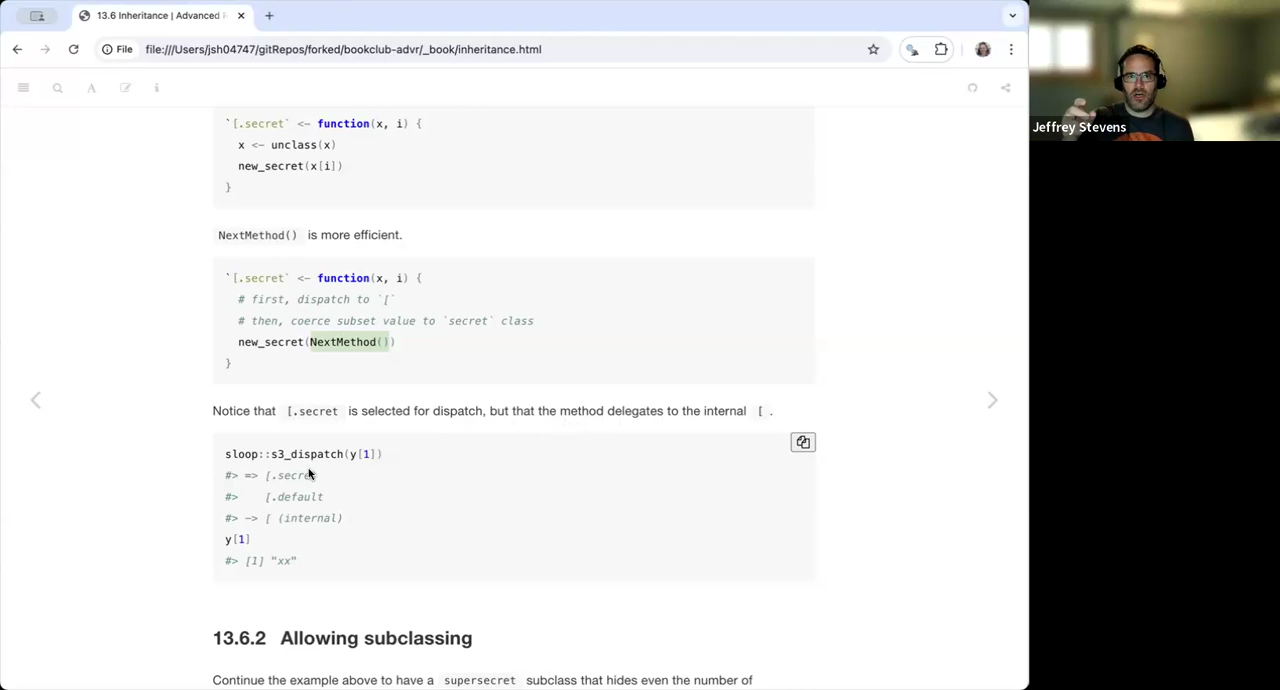 13.6 Inheritance | Advanced R
File
file:///Users/jsh04747/gitRepos/forked/bookclub-advr/_book/inheritance.html
Jeffrey Stevens
`[.secret` <- function(x, i) {
x <- unclass(x)
new_secret(x[i])
}
NextMethod() is more efficient.
`[.secret` <- function(x, i) {
# first, dispatch to `[`
# then, coerce subset value to `secret` class
new_secret(NextMethod())
}
Notice that [.secret is selected for dispatch, but that the method delegates to the internal [ .
sloop::s3_dispatch(y[1])
#> => [.secret
#>    [.default
#> -> [ (internal)
y[1]
#> [1] "xx"
13.6.2 Allowing subclassing
Continue the example above to have a supersecret subclass that hides even the number of